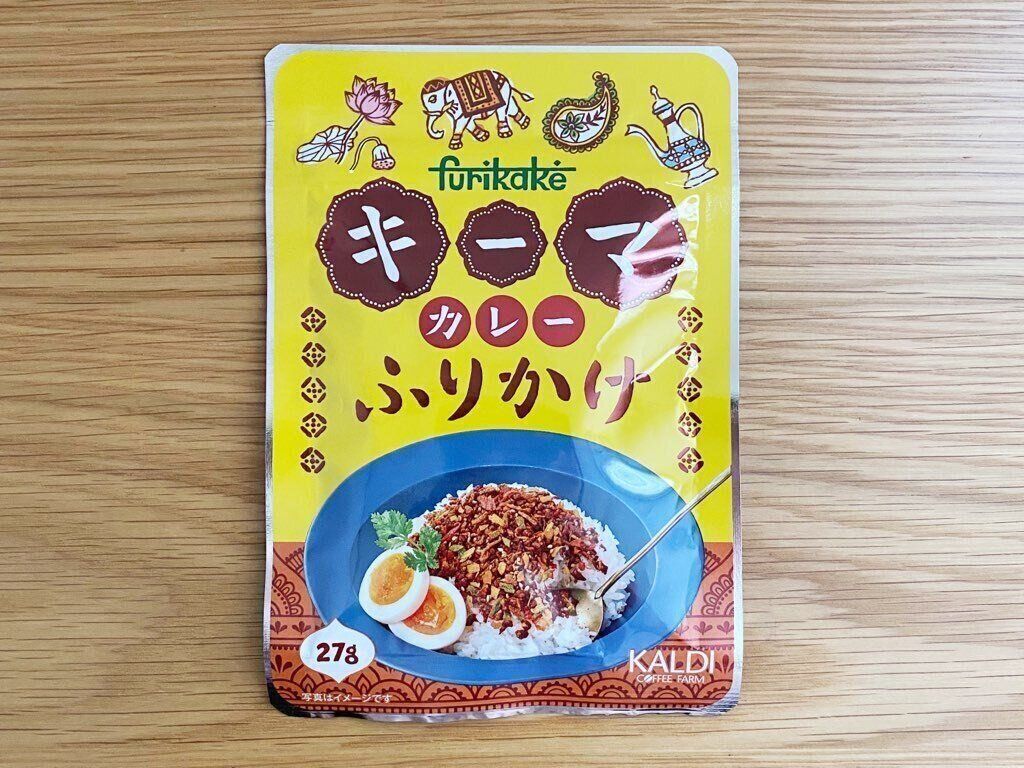 furikake
キーマ
カレー
ふりかけ
27g
KALDI
COFFEE FARM
写真はイメージです